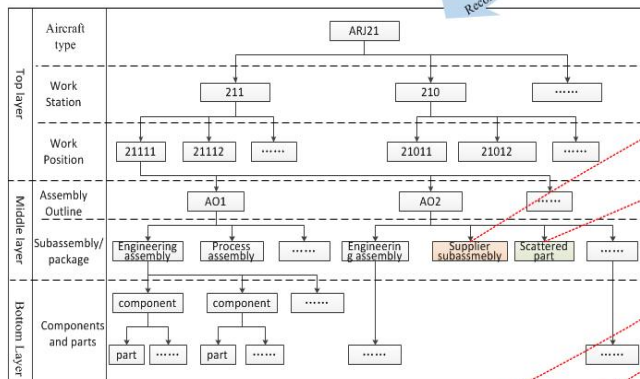 Reco
Aircraft
type
ARJ21
Top layer
Work
Station
211
210
......
Work
Position
21111
21112
......
21011
21012
......
Middle layer
Assembly
Outline
AO1
AO2
......
Subassembly/
package
Engineering
assembly
Process
assembly
......
Engineerin
g assembly
Supplier
subassmebly
Scattered
part
......
Bottom Layer
Components
and parts
component
component
......
part
......
part
......
......
......